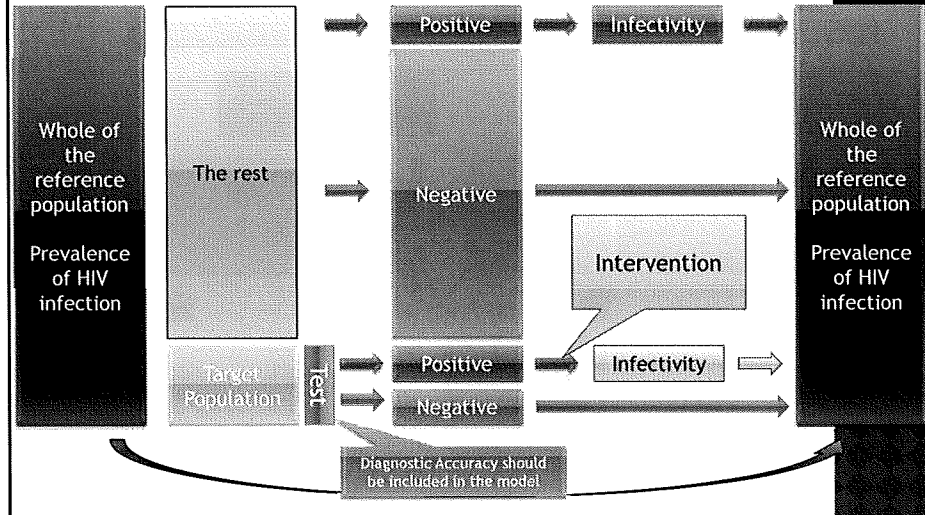 Whole of
the
reference
population
Prevalence
of HIV
infection
The rest
Target
Population
Test
Positive
Infectivity
Negative
Intervention
Positive
Infectivity
Negative
Diagnostic Accuracy should
be included in the model
Whole of
the
reference
population
Prevalence
of HIV
infection